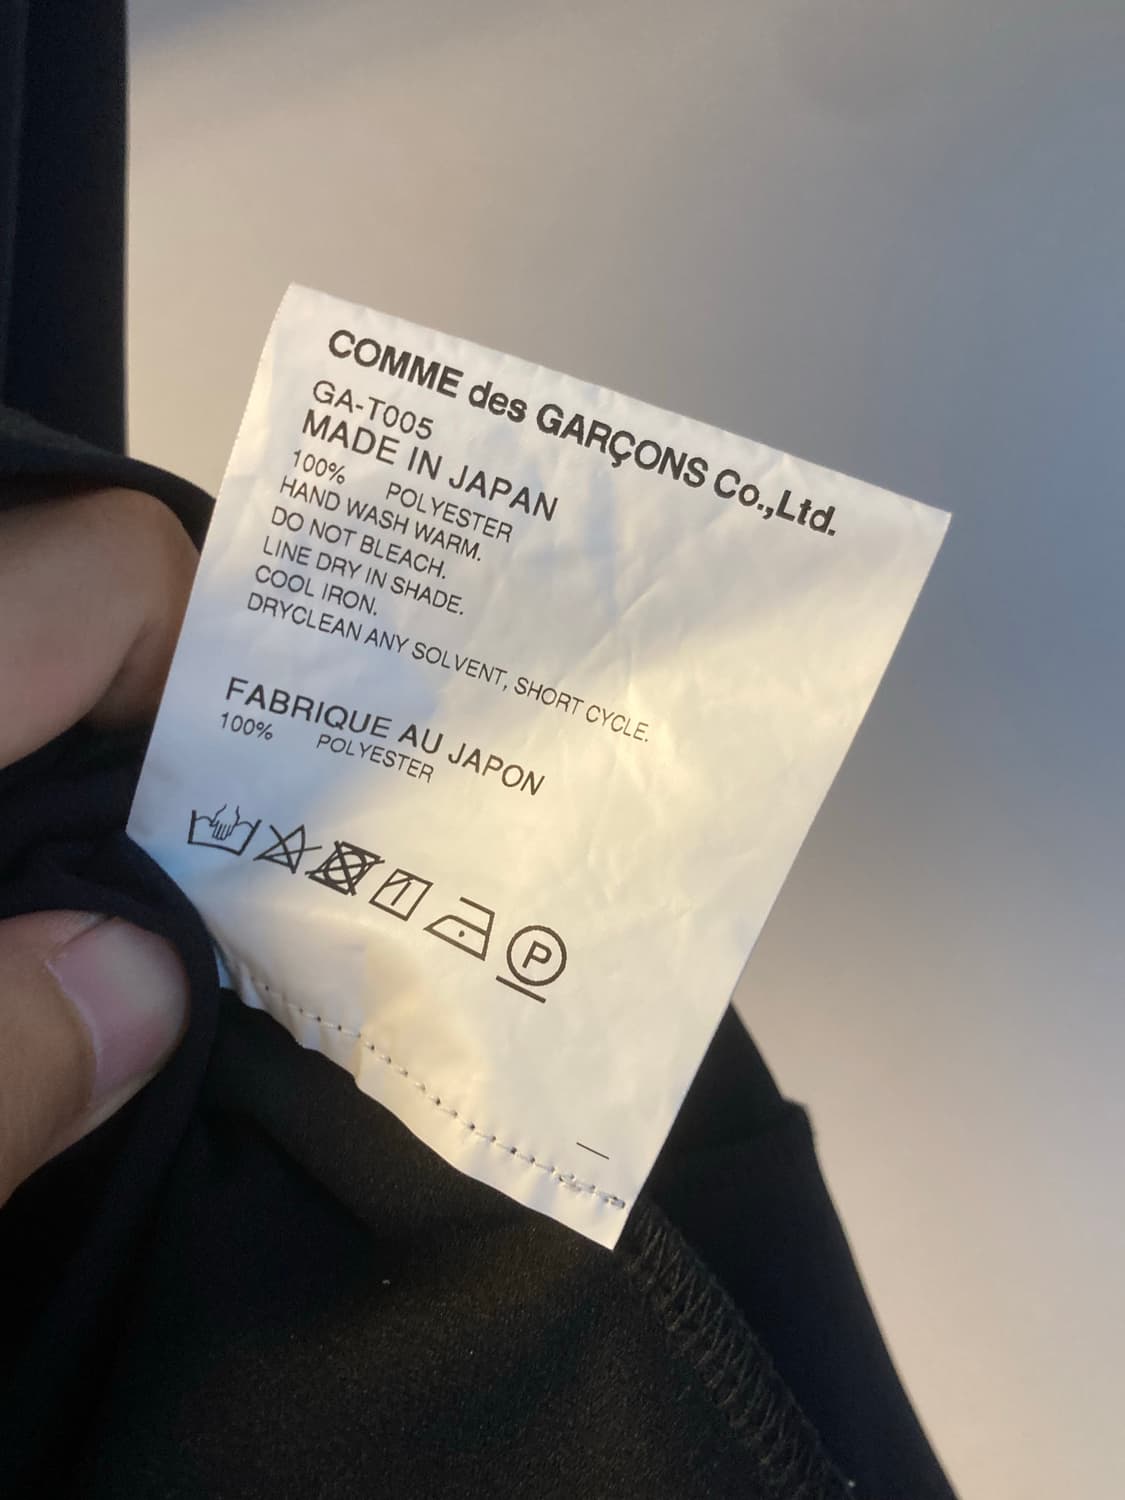 COMME des GARÇONS Co.,Ltd.
GA-T005
MADE IN JAPAN
100% POLYESTER
HAND WASH WARM.
DO NOT BLEACH.
LINE DRY IN SHADE.
COOL IRON.
DRYCLEAN ANY SOLVENT, SHORT CYCLE.
FABRIQUE AU JAPON
100% POLYESTER
P